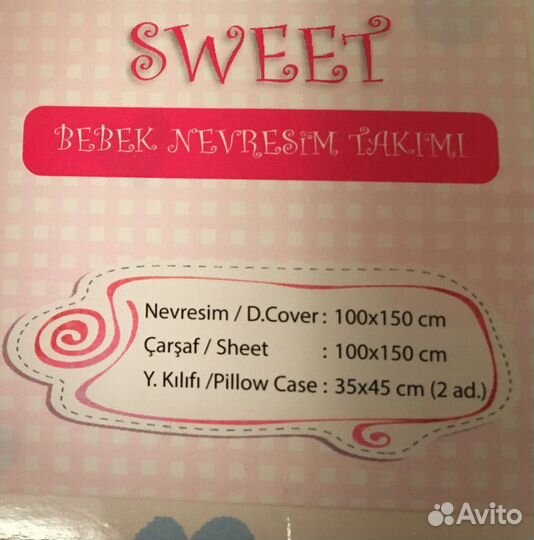 SWEET
BEBEK NEVRESİM TAKIMI
Nevresim / D.Cover : 100x150 cm
Çarşaf / Sheet : 100x150 cm
Y. Kılıfı /Pillow Case : 35x45 cm (2 ad.)
Avito